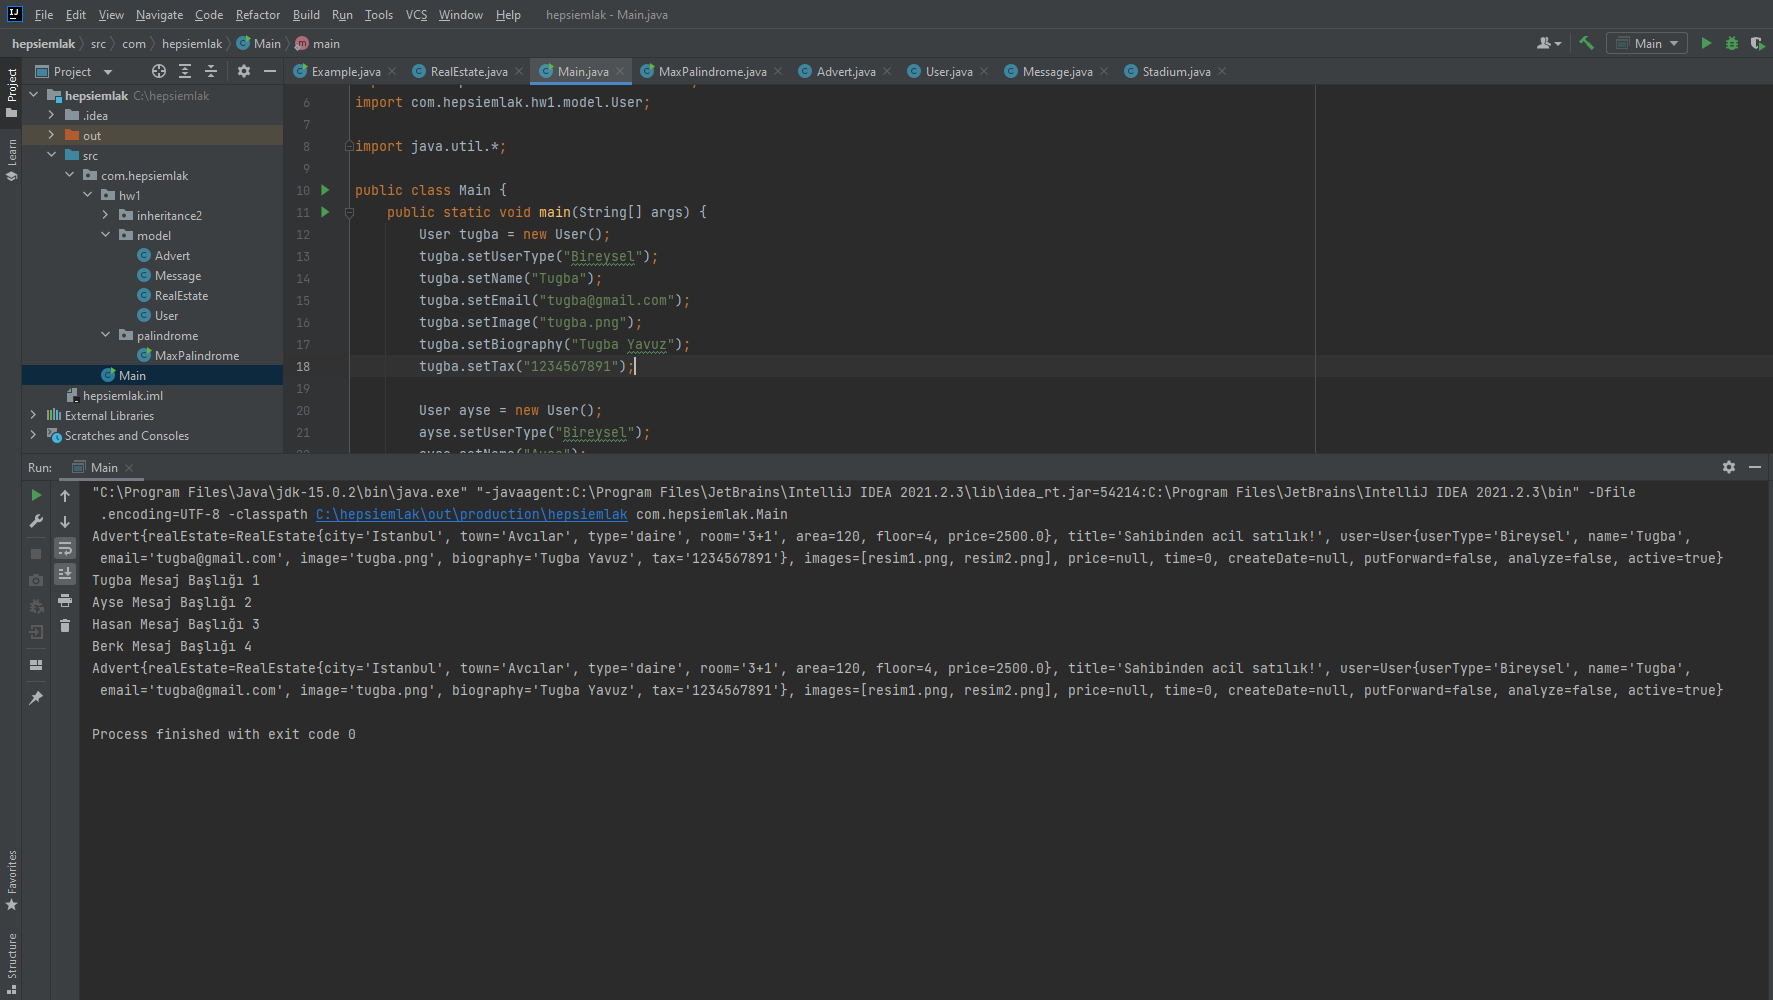 File Edit View Navigate Code Refactor Build Run Tools VCS Window Help hepsiemlak - Main.java
hepsiemlak src com hepsiemlak Main main
Main
Project
Example.java RealEstate.java Main.java MaxPalindrome.java Advert.java User.java Message.java Stadium.java
Project
Learn
hepsiemlak C:\hepsiemlak
.idea
out
src
com.hepsiemlak
hw1
inheritance2
model
Advert
Message
RealEstate
User
palindrome
MaxPalindrome
Main
hepsiemlak.iml
External Libraries
Scratches and Consoles
6 import com.hepsiemlak.hw1.model.User;
7
8 import java.util.*;
9
10 public class Main {
11 public static void main(String[] args) {
12 User tugba = new User();
13 tugba.setUserType("Bireysel");
14 tugba.setName("Tugba");
15 tugba.setEmail("tugba@gmail.com");
16 tugba.setImage("tugba.png");
17 tugba.setBiography("Tugba Yavuz");
18 tugba.setTax("1234567891");
19
20 User ayse = new User();
21 ayse.setUserType("Bireysel");
Run: Main
"C:\Program Files\Java\jdk-15.0.2\bin\java.exe" "-javaagent:C:\Program Files\JetBrains\IntelliJ IDEA 2021.2.3\lib\idea_rt.jar=54214:C:\Program Files\JetBrains\IntelliJ IDEA 2021.2.3\bin" -Dfile
.encoding=UTF-8 -classpath C:\hepsiemlak\out\production\hepsiemlak com.hepsiemlak.Main
Advert{realEstate=RealEstate{city='Istanbul', town='Avcılar', type='daire', room='3+1', area=120, floor=4, price=2500.0}, title='Sahibinden acil satılık!', user=User{userType='Bireysel', name='Tugba',
email='tugba@gmail.com', image='tugba.png', biography='Tugba Yavuz', tax='1234567891'}, images=[resim1.png, resim2.png], price=null, time=0, createDate=null, putForward=false, analyze=false, active=true}
Tugba Mesaj Başlığı 1
Ayse Mesaj Başlığı 2
Hasan Mesaj Başlığı 3
Berk Mesaj Başlığı 4
Advert{realEstate=RealEstate{city='Istanbul', town='Avcılar', type='daire', room='3+1', area=120, floor=4, price=2500.0}, title='Sahibinden acil satılık!', user=User{userType='Bireysel', name='Tugba',
email='tugba@gmail.com', image='tugba.png', biography='Tugba Yavuz', tax='1234567891'}, images=[resim1.png, resim2.png], price=null, time=0, createDate=null, putForward=false, analyze=false, active=true}
Process finished with exit code 0
Favorites
Structure